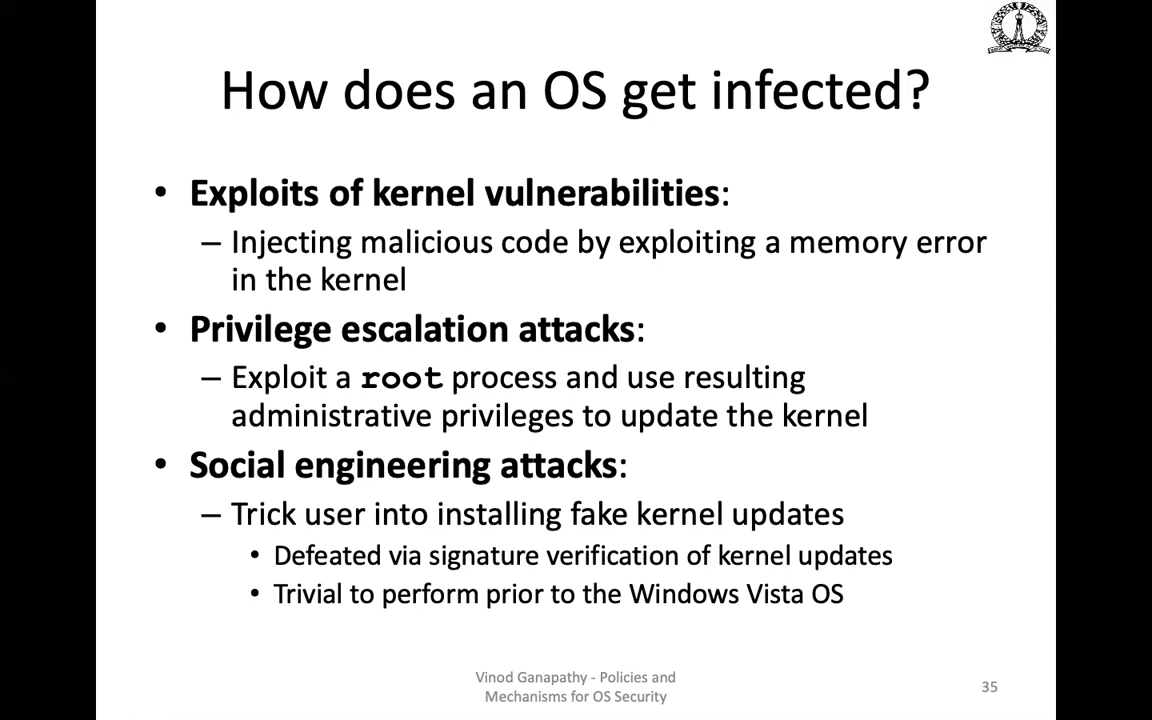 How does an OS get infected?
• Exploits of kernel vulnerabilities:
– Injecting malicious code by exploiting a memory error
in the kernel
• Privilege escalation attacks:
– Exploit a root process and use resulting
administrative privileges to update the kernel
• Social engineering attacks:
– Trick user into installing fake kernel updates
• Defeated via signature verification of kernel updates
• Trivial to perform prior to the Windows Vista OS
Vinod Ganapathy - Policies and
Mechanisms for OS Security
35